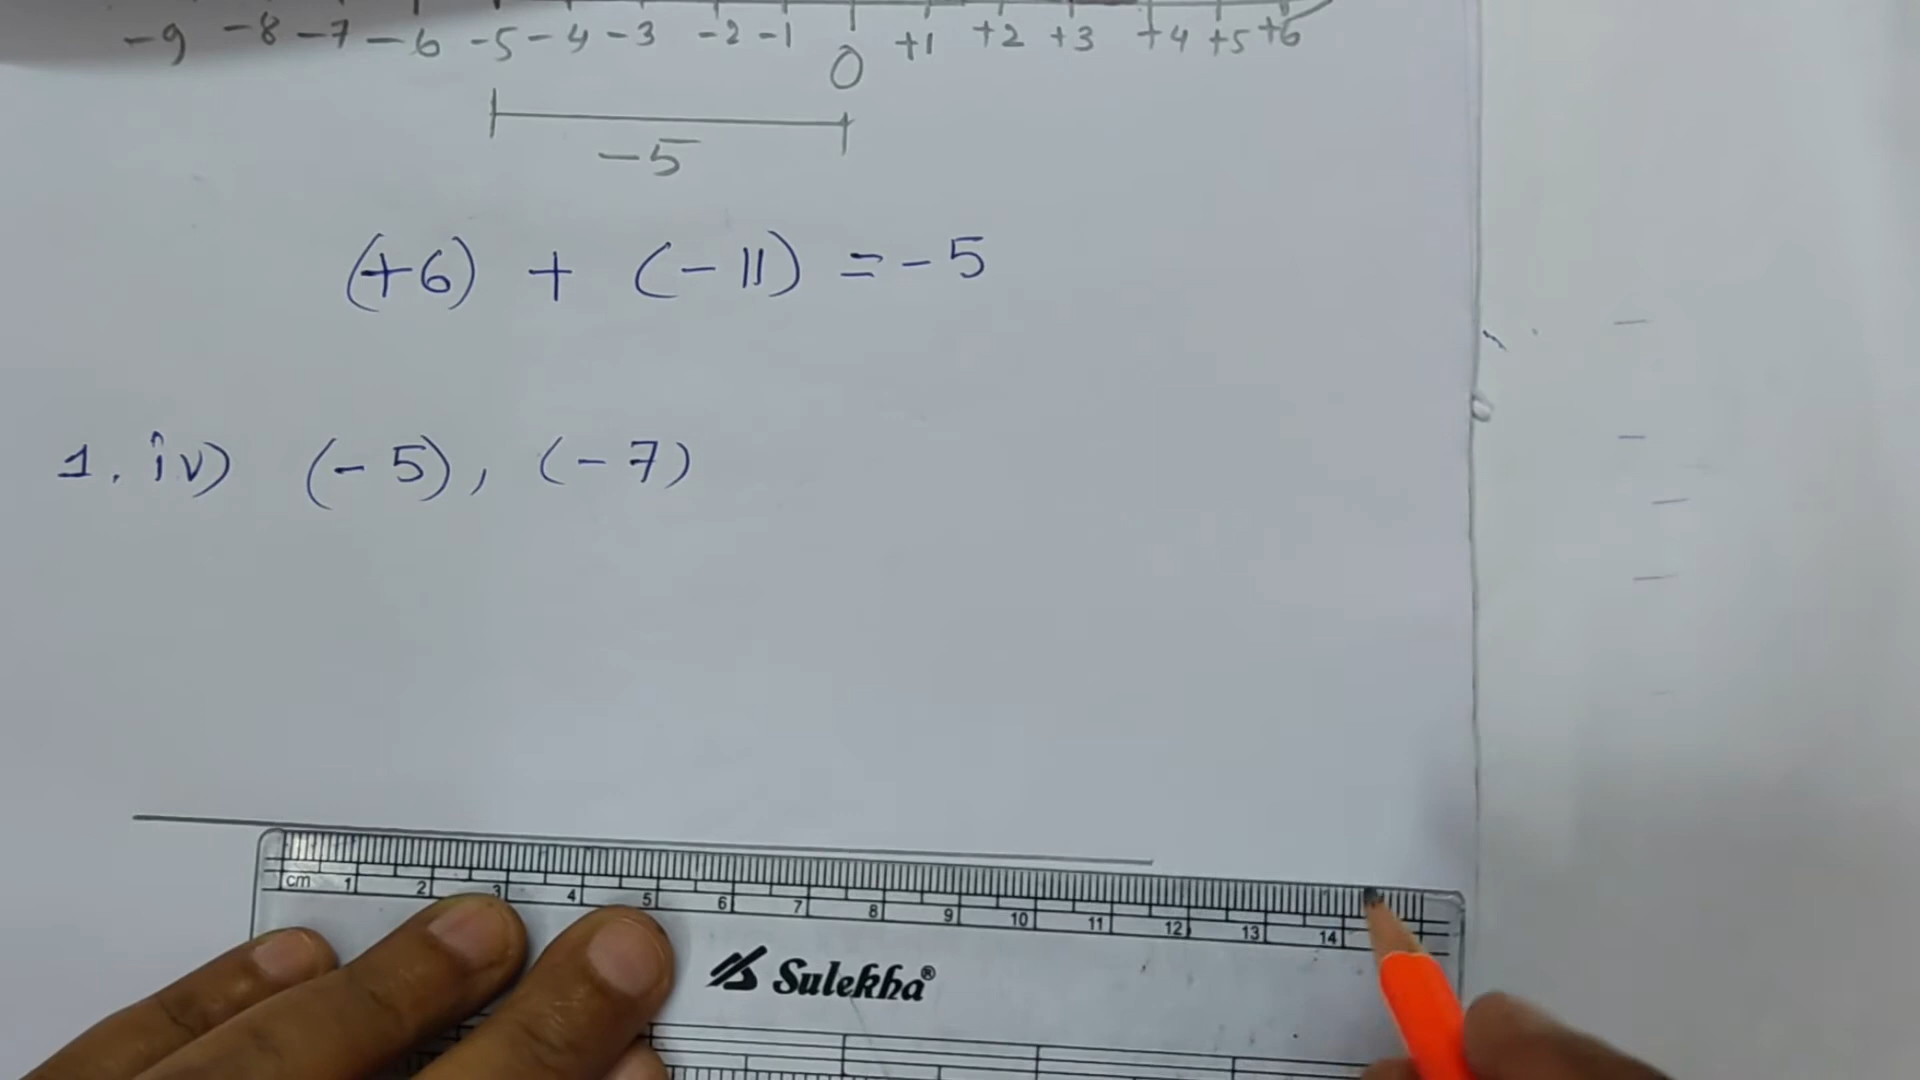 -9 -8 -7 -6 -5 -4 -3 -2 -1 0 +1 +2 +3 +4 +5 +6
-5
(+6) + (-11) = -5
1. iv) (-5), (-7)
cm 1 2 3 4 5 6 7 8 9 10 11 12 13 14
Sulekha®